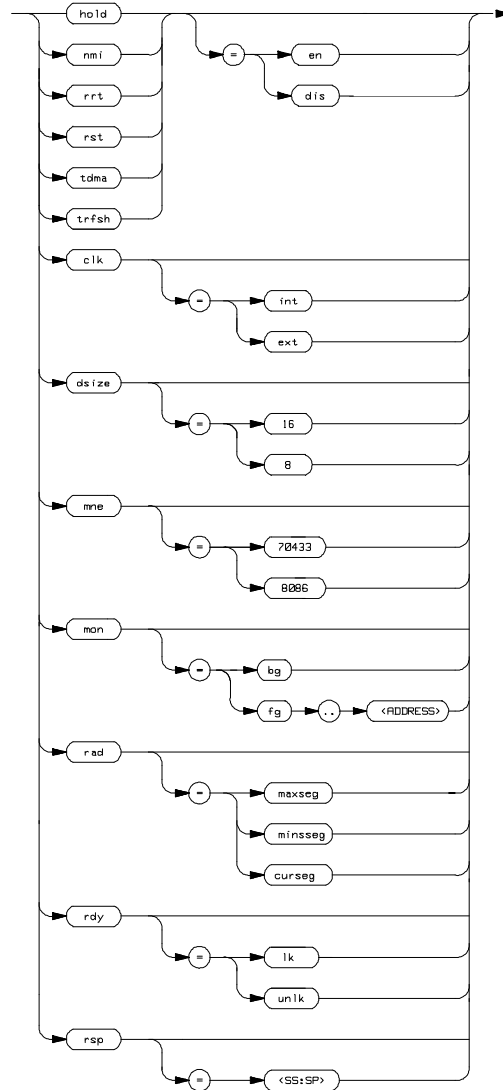 hold
nmi = en
rrt dis
rst
tdma
trfsh
clk
= int
ext
dsize
= 16
8
mne
= 70433
8086
mon
= bg
fg .. <ADDRESS>
rad
= maxseg
minsseg
curseg
rdy
= lk
unlk
rsp
= <SS:SP>